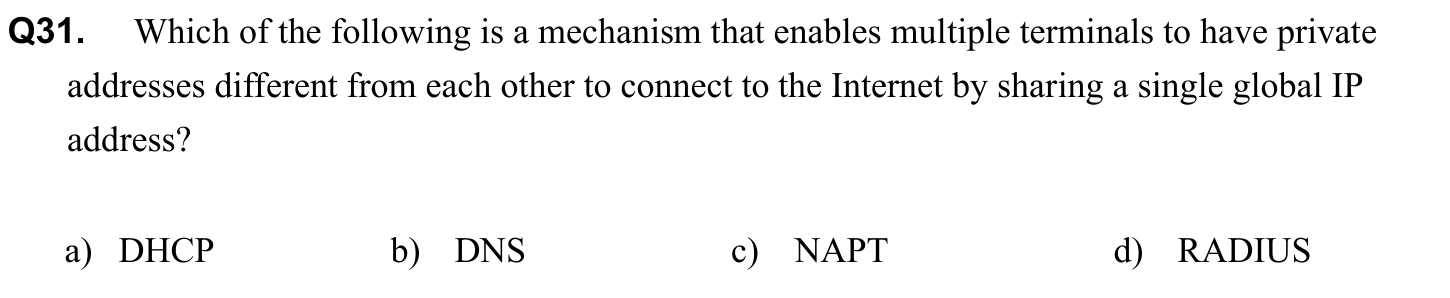 Q31. Which of the following is a mechanism that enables multiple terminals to have private
addresses different from each other to connect to the Internet by sharing a single global IP
address?
a) DHCP b) DNS c) NAPT d) RADIUS